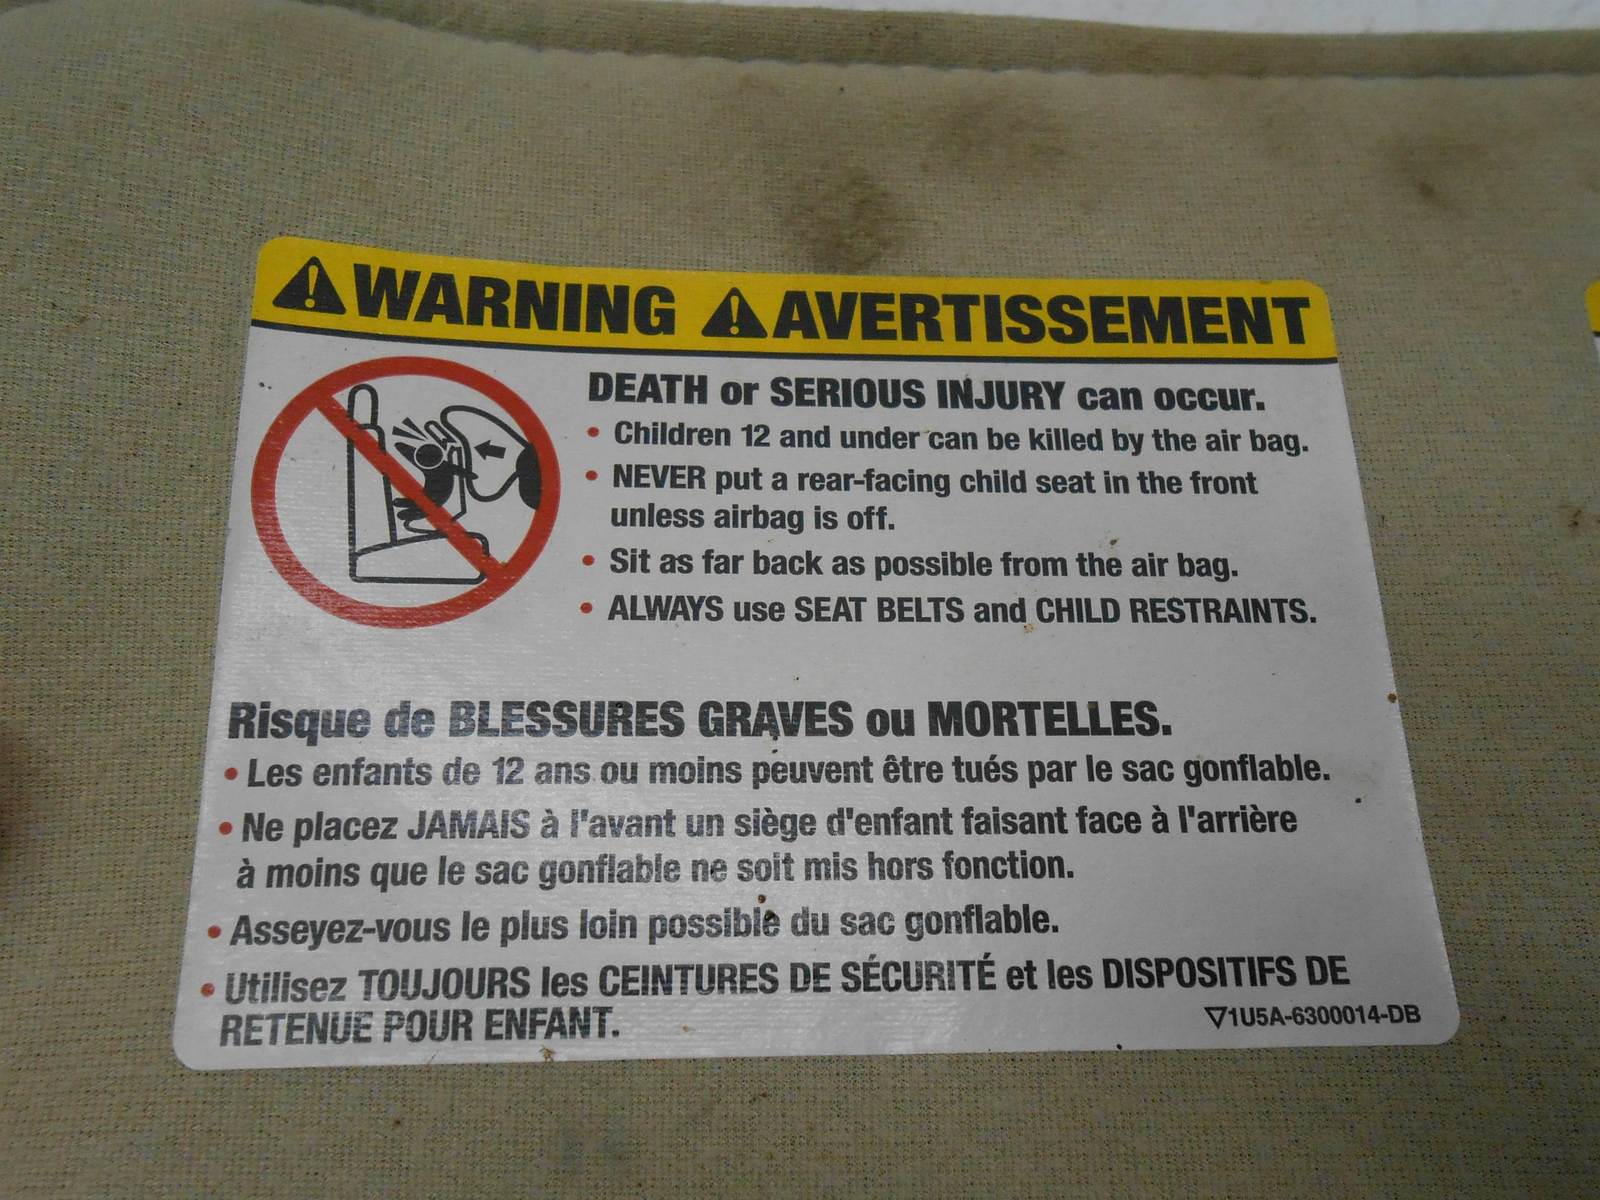 WARNING AVERTISSEMENT
DEATH or SERIOUS INJURY can occur.
• Children 12 and under can be killed by the air bag.
• NEVER put a rear-facing child seat in the front
unless airbag is off.
• Sit as far back as possible from the air bag.
• ALWAYS use SEAT BELTS and CHILD RESTRAINTS.
Risque de BLESSURES GRAVES ou MORTELLES.
• Les enfants de 12 ans ou moins peuvent être tués par le sac gonflable.
• Ne placez JAMAIS à l'avant un siège d'enfant faisant face à l'arrière
à moins que le sac gonflable ne soit mis hors fonction.
• Asseyez-vous le plus loin possible du sac gonflable.
• Utilisez TOUJOURS les CEINTURES DE SÉCURITÉ et les DISPOSITIFS DE
RETENUE POUR ENFANT.
▽1U5A-6300014-DB